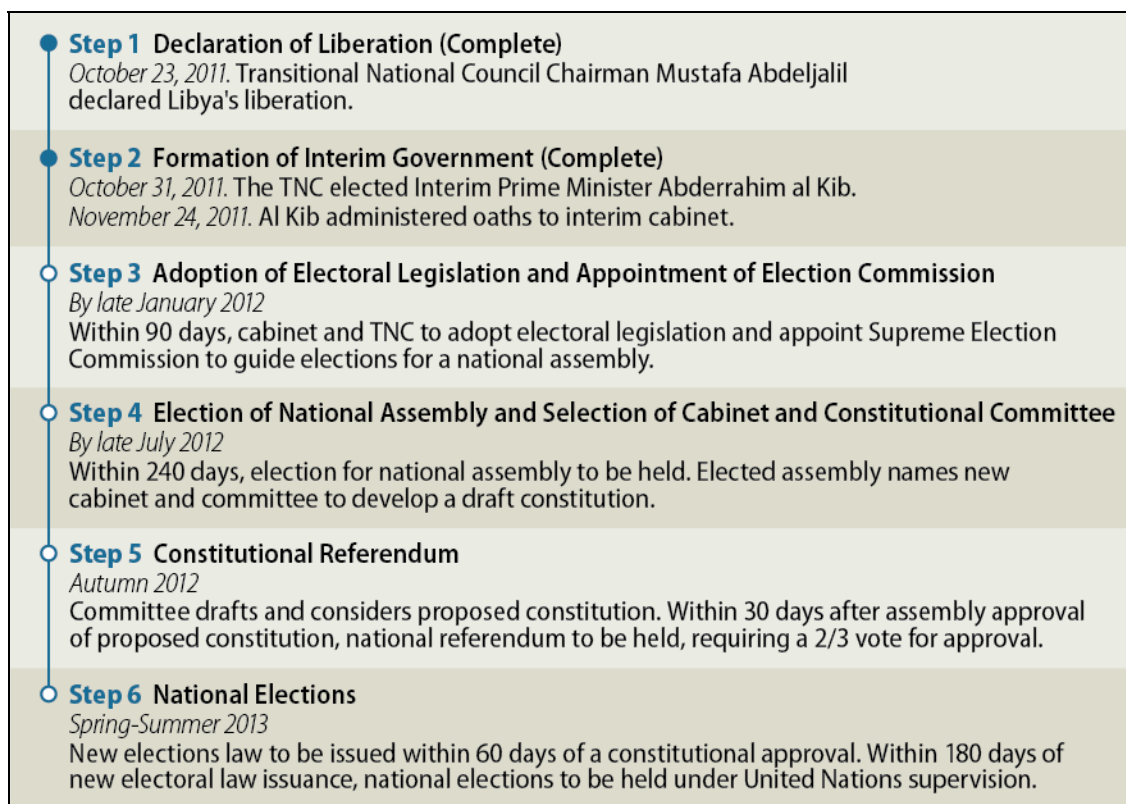 Step 1 Declaration of Liberation (Complete)
October 23, 2011. Transitional National Council Chairman Mustafa Abdeljalil
declared Libya's liberation.
Step 2 Formation of Interim Government (Complete)
October 31, 2011. The TNC elected Interim Prime Minister Abderrahim al Kib.
November 24, 2011. Al Kib administered oaths to interim cabinet.
Step 3 Adoption of Electoral Legislation and Appointment of Election Commission
By late January 2012
Within 90 days, cabinet and TNC to adopt electoral legislation and appoint Supreme Election
Commission to guide elections for a national assembly.
Step 4 Election of National Assembly and Selection of Cabinet and Constitutional Committee
By late July 2012
Within 240 days, election for national assembly to be held. Elected assembly names new
cabinet and committee to develop a draft constitution.
Step 5 Constitutional Referendum
Autumn 2012
Committee drafts and considers proposed constitution. Within 30 days after assembly approval
of proposed constitution, national referendum to be held, requiring a 2/3 vote for approval.
Step 6 National Elections
Spring-Summer 2013
New elections law to be issued within 60 days of a constitutional approval. Within 180 days of
new electoral law issuance, national elections to be held under United Nations supervision.